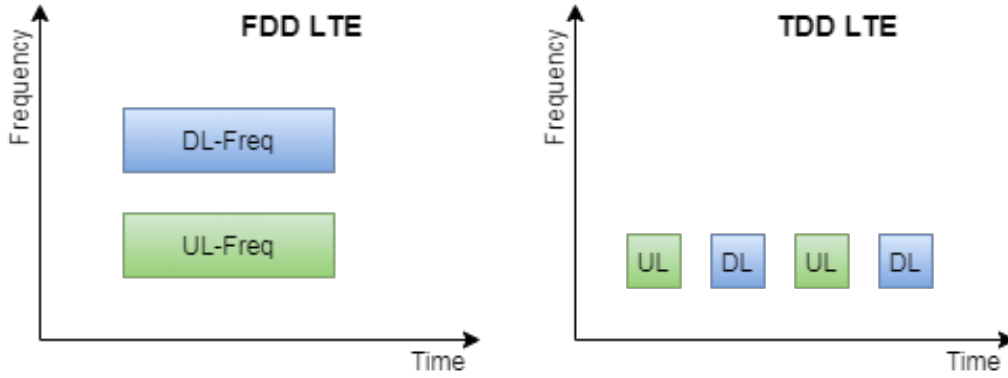 FDD LTE
Frequency
DL-Freq
UL-Freq
Time
TDD LTE
Frequency
UL DL UL DL
Time